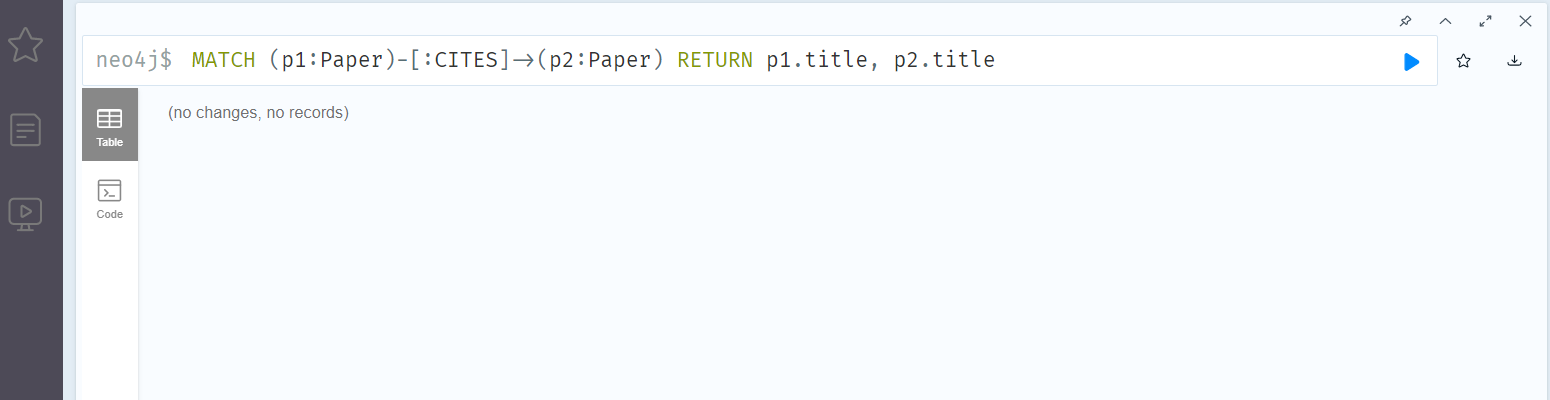 neo4j$ MATCH (p1:Paper)-[:CITES]->(p2:Paper) RETURN p1.title, p2.title
(no changes, no records)
Table
Code